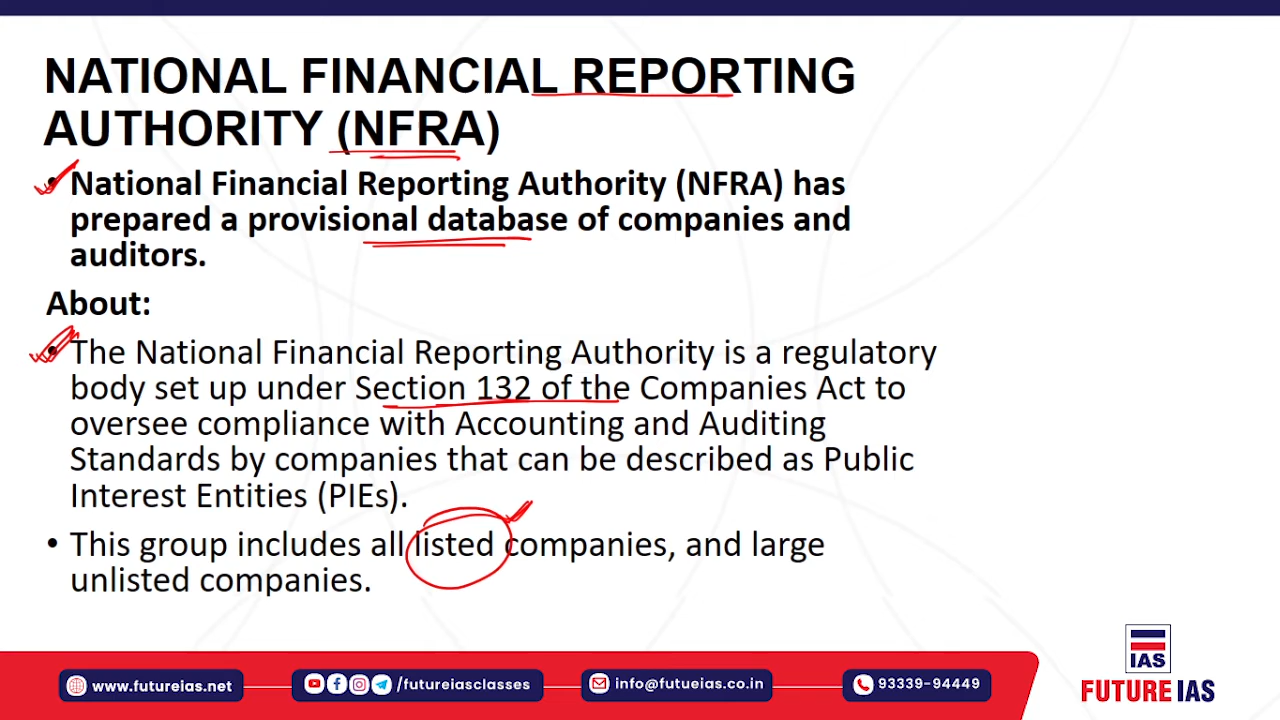 NATIONAL FINANCIAL REPORTING
AUTHORITY (NFRA)
• National Financial Reporting Authority (NFRA) has
prepared a provisional database of companies and
auditors.
About:
• The National Financial Reporting Authority is a regulatory
body set up under Section 132 of the Companies Act to
oversee compliance with Accounting and Auditing
Standards by companies that can be described as Public
Interest Entities (PIEs).
• This group includes all listed companies, and large
unlisted companies.
IAS
FUTURE IAS
www.futureias.net
/futureiasclasses
info@futueias.co.in
93339-94449